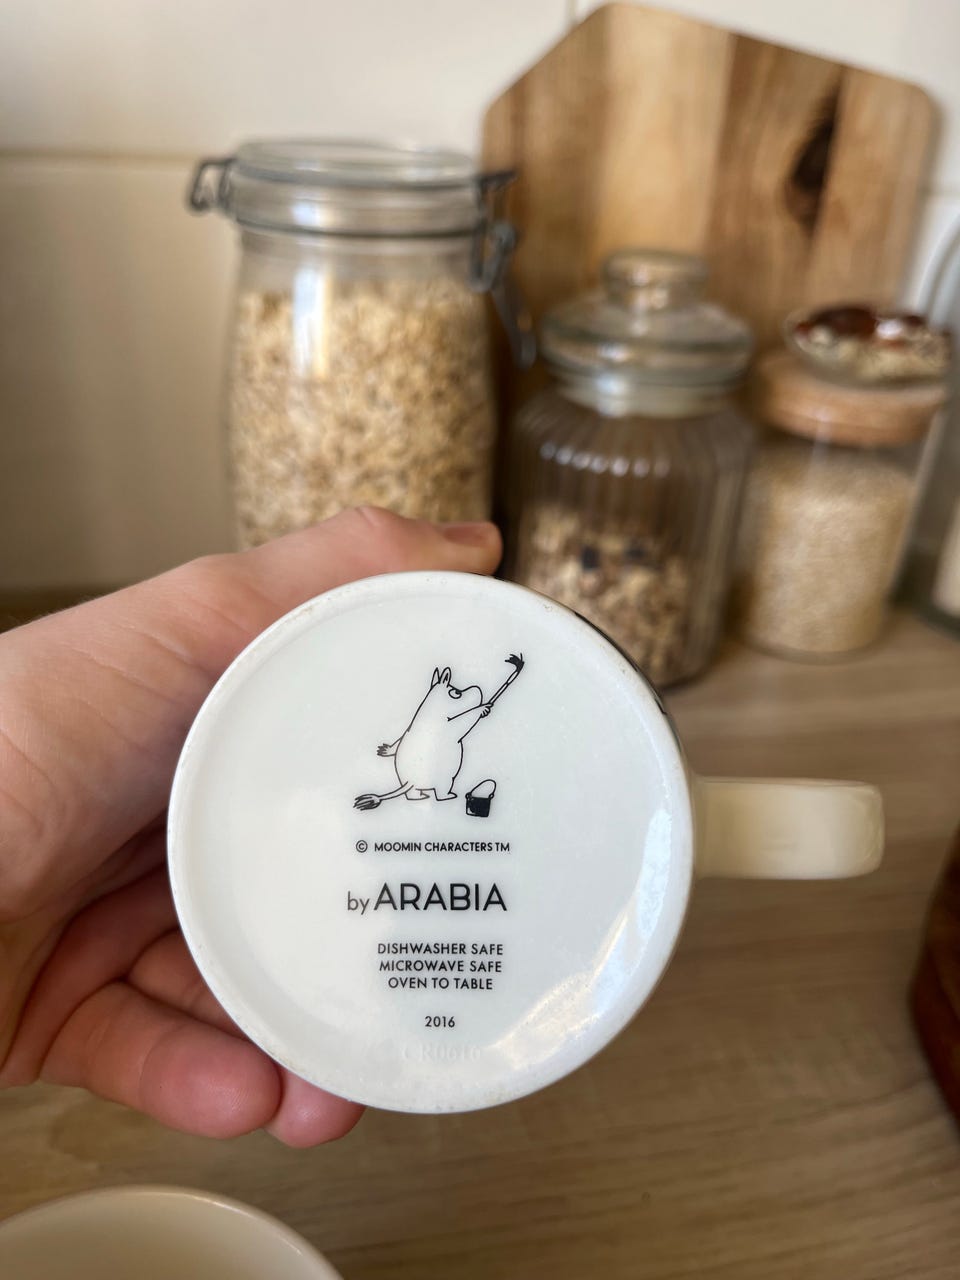 © MOOMIN CHARACTERS TM
by ARABIA
DISHWASHER SAFE
MICROWAVE SAFE
OVEN TO TABLE
2016